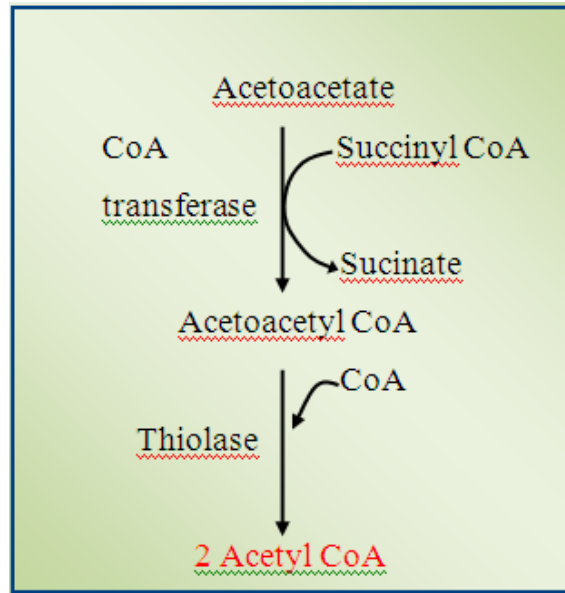 Acetoacetate
CoA
transferase
Succinyl CoA
Sucinate
Acetoacetyl CoA
CoA
Thiolase
2 Acetyl CoA